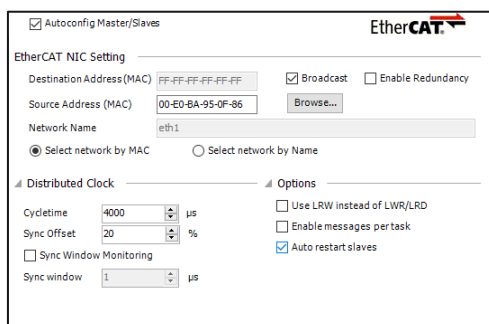 Autoconfig Master/Slaves
EtherCAT.
EtherCAT NIC Setting
Destination Address(MAC) FF-FF-FF-FF-FF-FF Broadcast Enable Redundancy
Source Address (MAC) 00-E0-BA-95-0F-86 Browse...
Network Name eth1
Select network by MAC Select network by Name
Distributed Clock Options
Cycletime 4000 µs Use LRW instead of LWR/LRD
Sync Offset 20 % Enable messages per task
Sync Window Monitoring Auto restart slaves
Sync window 1 µs